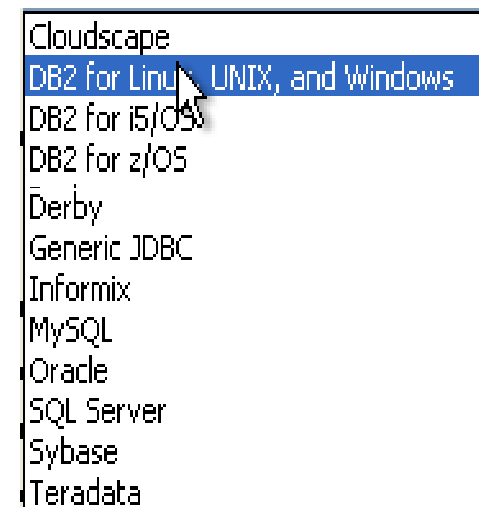 Cloudscape
DB2 for Linux, UNIX, and Windows
DB2 for i5/OS
DB2 for z/OS
Derby
Generic JDBC
Informix
MySQL
Oracle
SQL Server
Sybase
Teradata